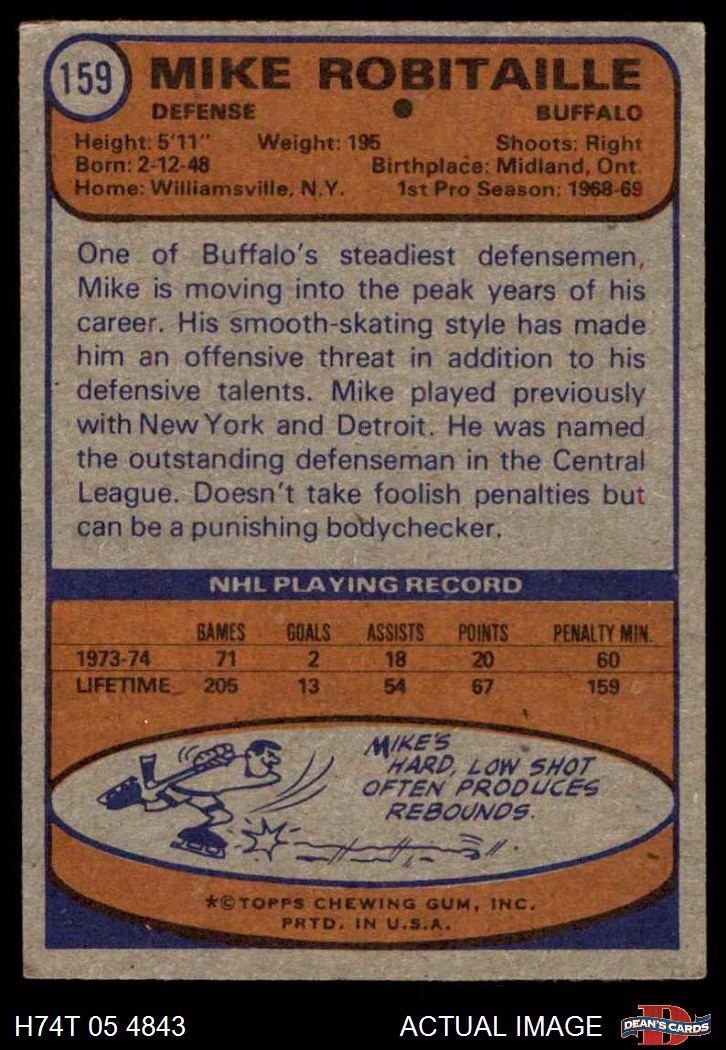 159
MIKE ROBITAILLE
DEFENSE ● BUFFALO
Height: 5'11" Weight: 195 Shoots: Right
Born: 2-12-48 Birthplace: Midland, Ont.
Home: Williamsville, N.Y. 1st Pro Season: 1968-69
One of Buffalo's steadiest defensemen,
Mike is moving into the peak years of his
career. His smooth-skating style has made
him an offensive threat in addition to his
defensive talents. Mike played previously
with New York and Detroit. He was named
the outstanding defenseman in the Central
League. Doesn't take foolish penalties but
can be a punishing bodychecker.
NHL PLAYING RECORD
GAMES GOALS ASSISTS POINTS PENALTY MIN.
1973-74 71 2 18 20 60
LIFETIME 205 13 54 67 159
MIKE'S
HARD, LOW SHOT
OFTEN PRODUCES
REBOUNDS.
*©TOPPS CHEWING GUM, INC.
PRTD. IN U.S.A.
H74T 05 4843 ACTUAL IMAGE DEAN'S CARDS